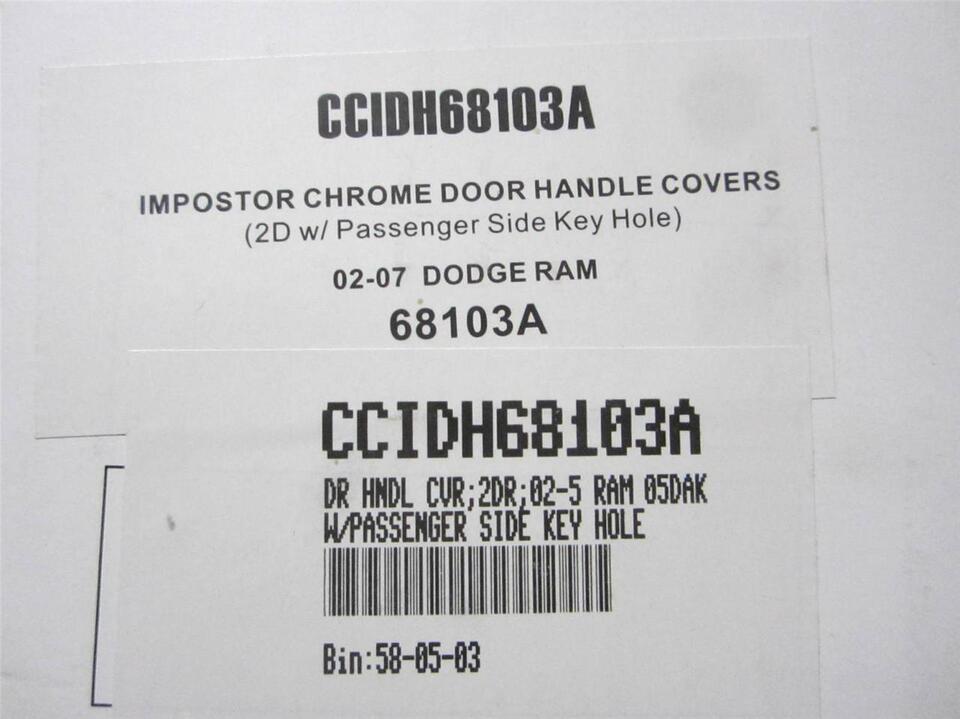 CCIDH68103A
IMPOSTOR CHROME DOOR HANDLE COVERS
(2D w/ Passenger Side Key Hole)
02-07 DODGE RAM
68103A
CCIDH68103A
DR HNDL CVR;2DR;02-5 RAM 05DAK
W/PASSENGER SIDE KEY HOLE
Bin:58-05-03